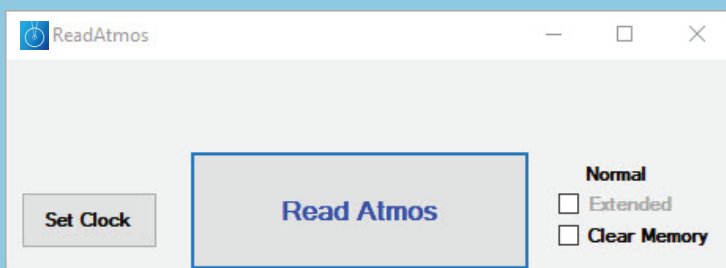 ReadAtmos
Normal
Set Clock
Read Atmos
Extended
Clear Memory